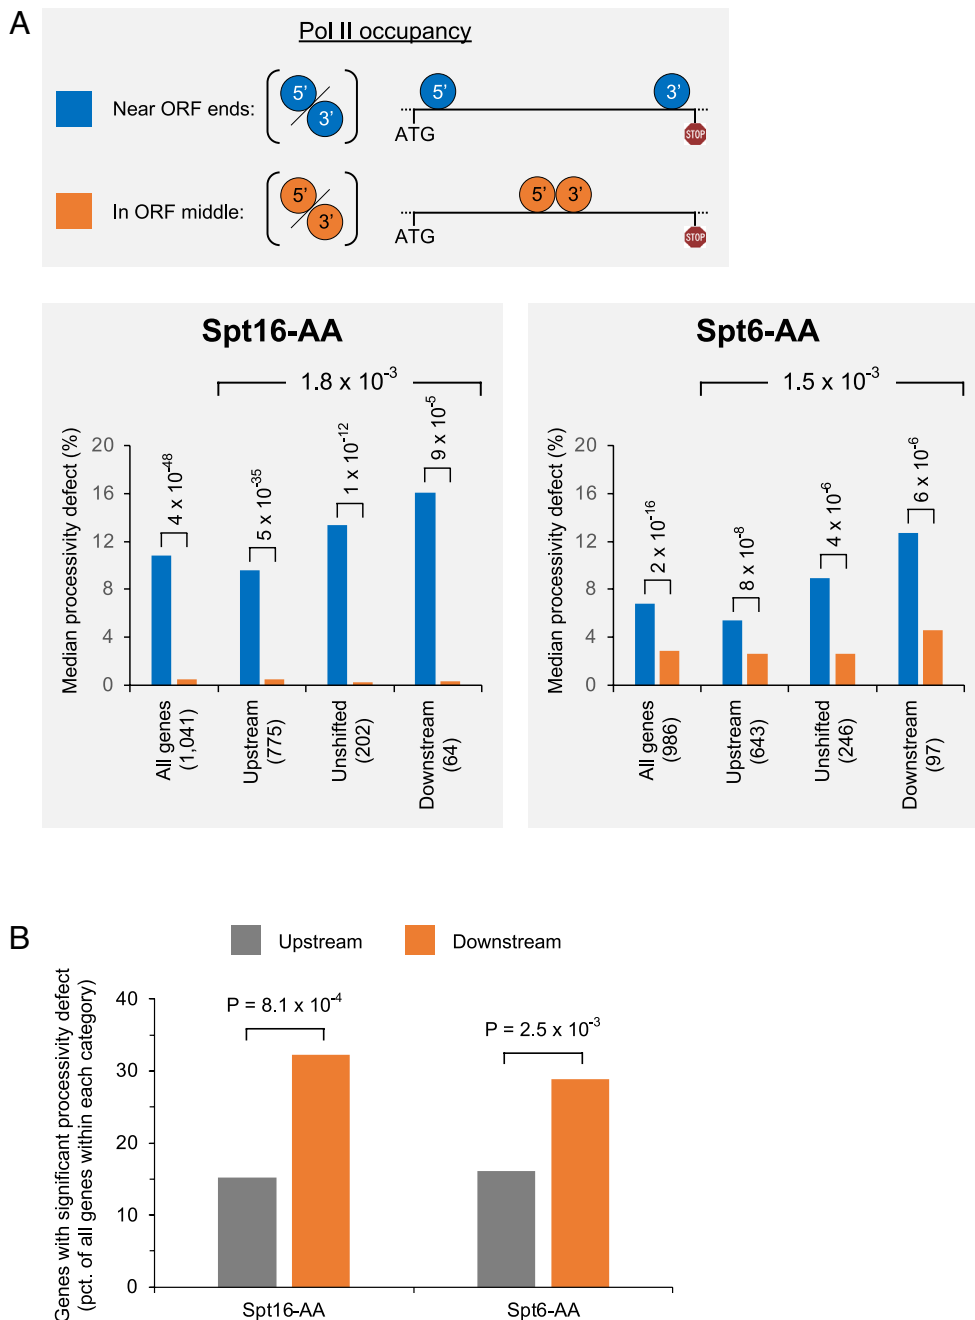 A
Pol II occupancy
Near ORF ends: 5' 3' 5' 3'
ATG STOP
In ORF middle: 5' 3' 5' 3'
ATG STOP
Spt16-AA
1.8 x 10-3
Median processivity defect (%)
20
16
12
8
4
0
4 x 10-48
5 x 10-35
1 x 10-12
9 x 10-5
All genes
(1,041)
Upstream
(775)
Unshifted
(202)
Downstream
(64)
Spt6-AA
1.5 x 10-3
Median processivity defect (%)
20
16
12
8
4
0
2 x 10-16
8 x 10-8
4 x 10-6
6 x 10-6
All genes
(986)
Upstream
(643)
Unshifted
(246)
Downstream
(97)
B
Upstream Downstream
Genes with significant processivity defect
(pct. of all genes within each category)
40
30
20
10
0
P = 8.1 x 10-4
P = 2.5 x 10-3
Spt16-AA Spt6-AA